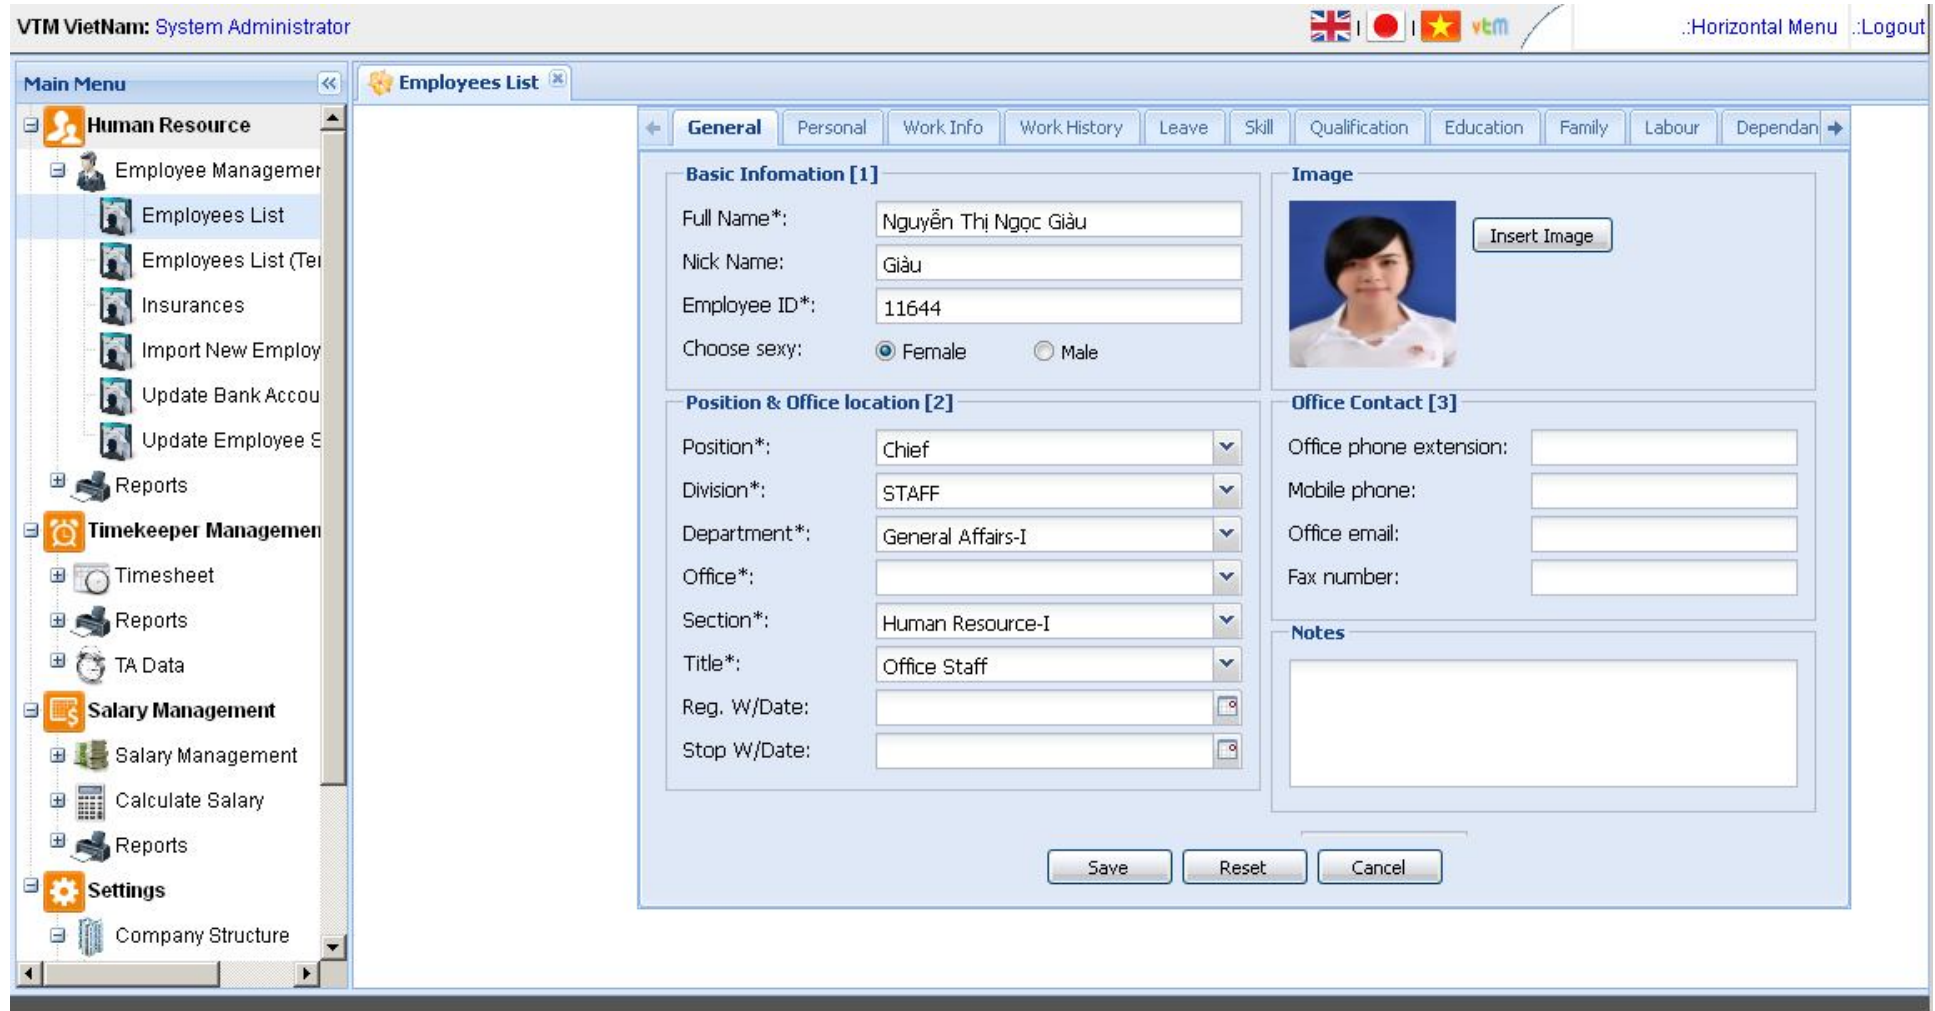 VTM VietNam: System Administrator
| | vtm
.:Horizontal Menu .:Logout
Main Menu
Employees List
Human Resource
Employee Managemer
Employees List
Employees List (Ter
Insurances
Import New Employ
Update Bank Accou
Update Employee S
Reports
Timekeeper Managemen
Timesheet
Reports
TA Data
Salary Management
Salary Management
Calculate Salary
Reports
Settings
Company Structure
General Personal Work Info Work History Leave Skill Qualification Education Family Labour Dependan
Basic Infomation [1]
Full Name*: Nguyễn Thị Ngọc Giàu
Nick Name: Giàu
Employee ID*: 11644
Choose sexy: Female Male
Image
Insert Image
Position & Office location [2]
Position*: Chief
Division*: STAFF
Department*: General Affairs-I
Office*:
Section*: Human Resource-I
Title*: Office Staff
Reg. W/Date:
Stop W/Date:
Office Contact [3]
Office phone extension:
Mobile phone:
Office email:
Fax number:
Notes
Save Reset Cancel